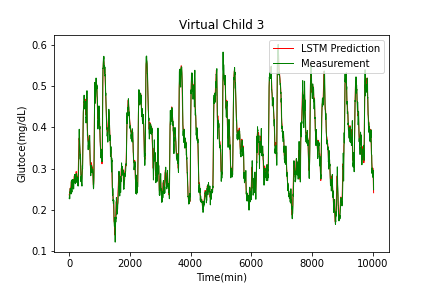 Virtual Child 3
LSTM Prediction
Measurement
0.6
0.5
0.4
0.3
0.2
0.1
Glutoce(mg/dL)
0
2000
4000
6000
8000
10000
Time(min)